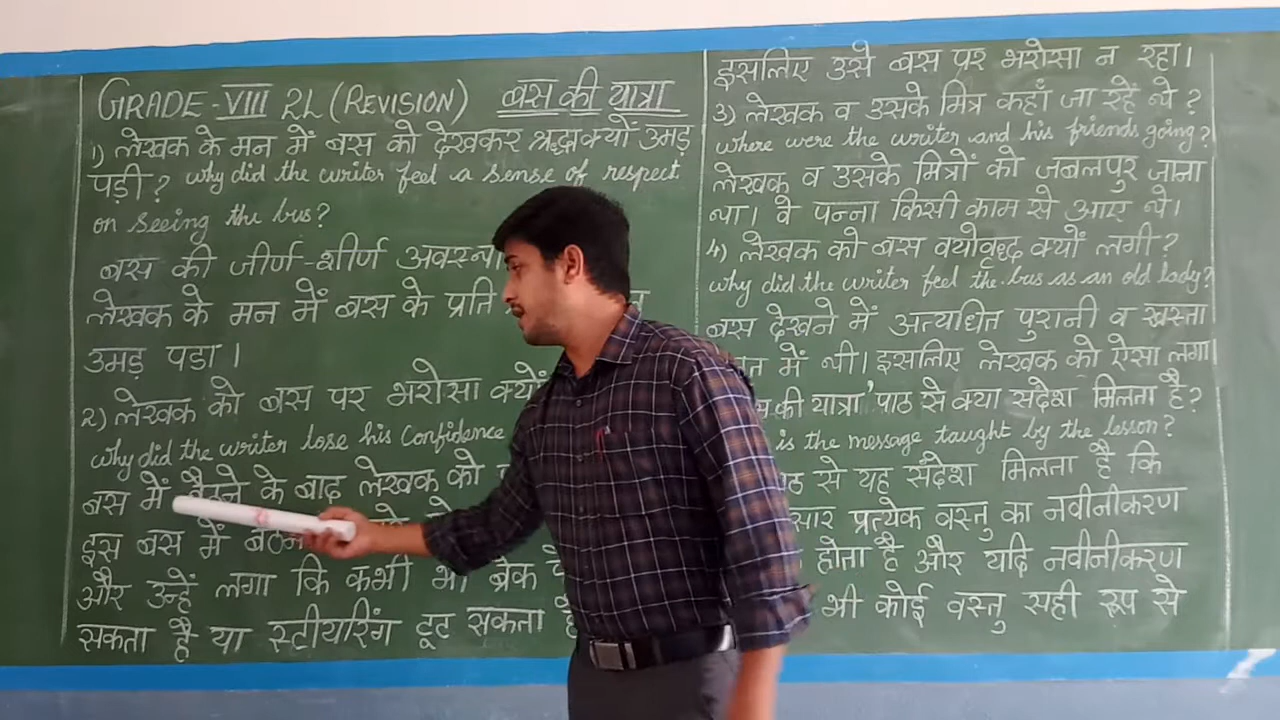 GRADE-VIII 2L (REVISION) बस की यात्रा
1) लेखक के मन में बस को देखकर श्रद्धा क्यों उमड़
पड़ी? why did the writer feel a sense of respect
on seeing the bus?
बस की जीर्ण-शीर्ण
लेखक के मन में बस के प्रति
उमड़ पडा।
2) लेखक को बस पर भरोसा क्यों
why did the writer lose his confidence
बस में बैठने के बाद लेखक को
इस बस में
और उन्हें लगा कि कभी भी ब्रेक
सकता है या स्टीयरिंग टूट सकता
इसलिए उसे बस पर भरोसा न रहा।
3) लेखक व उसके मित्र कहाँ जा रहें थे?
where were the writer and his friends going?
लेखक व उसके मित्रों को जबलपुर जाना
था। वे पन्ना किसी काम से आए थे।
4) लेखक को बस वयोवृध्द क्यों लगी?
why did the writer feel the bus as an old lady?
बस देखने में अत्यधित पुरानी व खस्ता
में थी। इसलिए लेखक को ऐसा लगा।
की यात्रा' पाठ से क्या संदेश मिलता है?
is the message taught by the lesson?
से यह संदेश मिलता है कि
प्रत्येक वस्तु का नवीनीकरण
होता है और यदि नवीनीकरण
भी कोई वस्तु सही रूप से